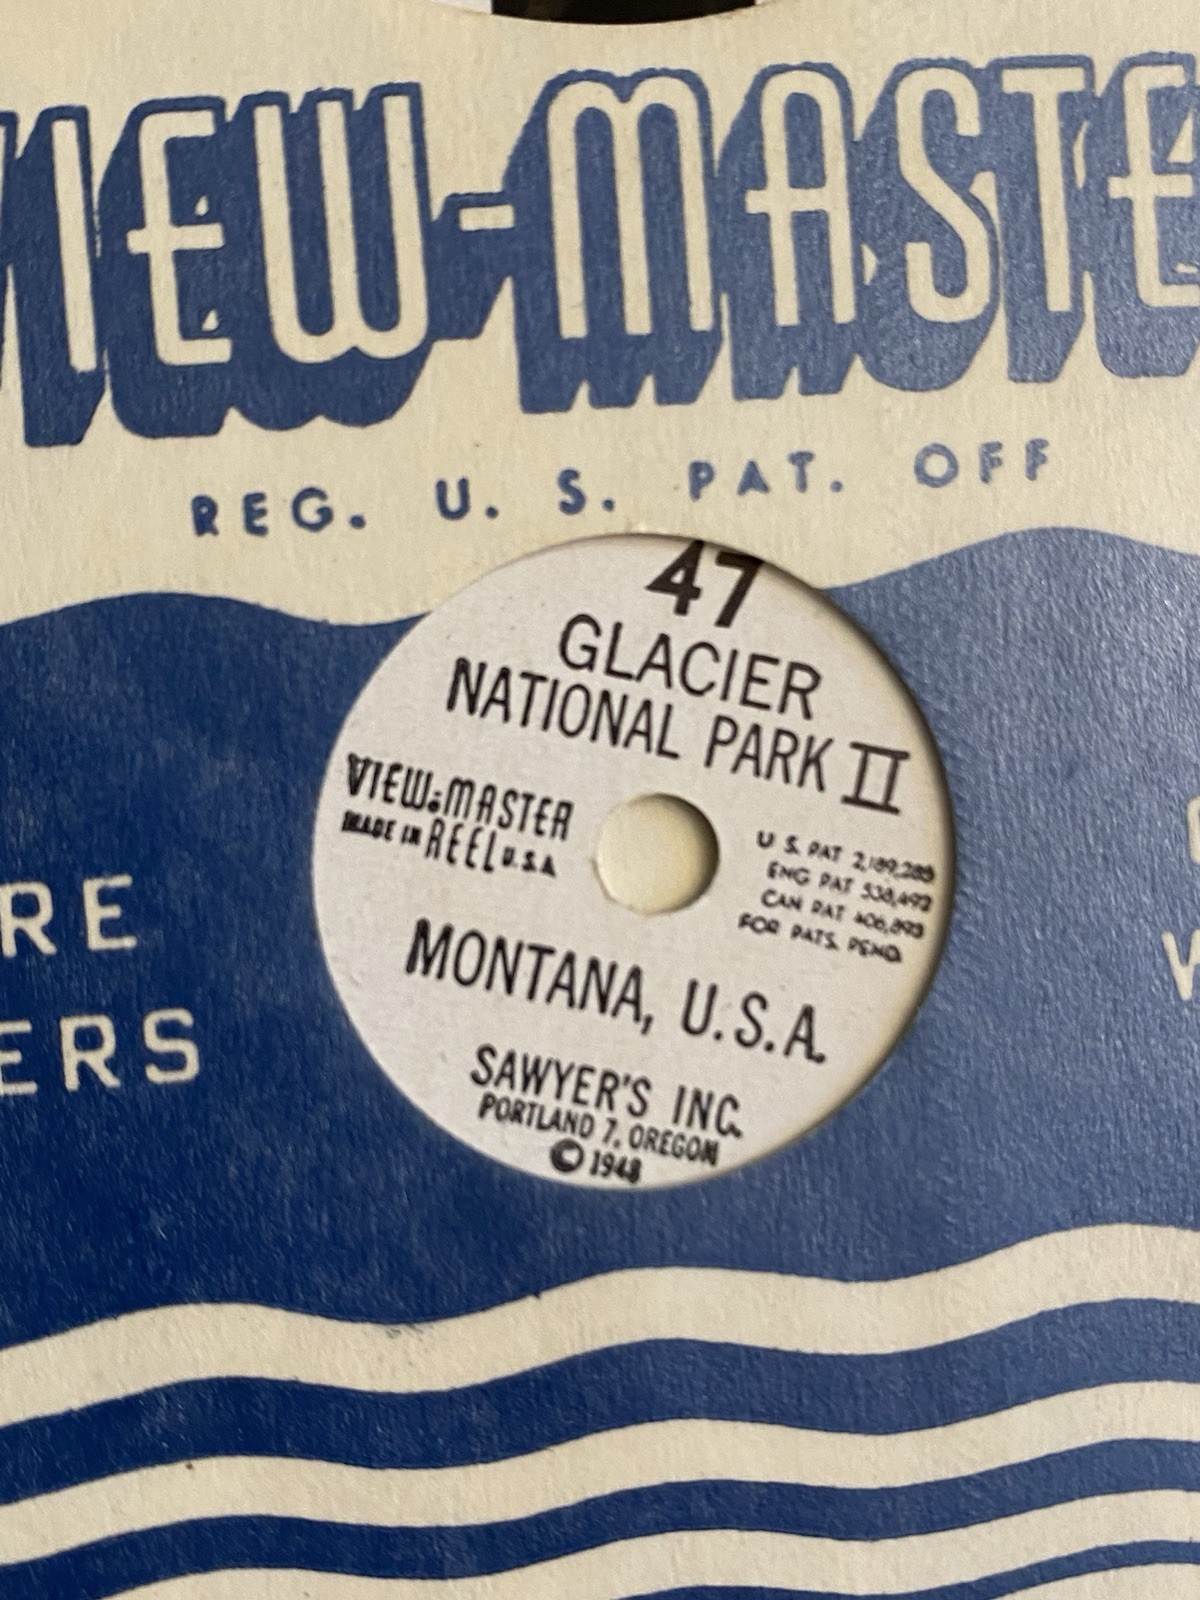 VIEW-MASTE
REG. U. S. PAT. OFF
47
GLACIER
NATIONAL PARK II
VIEW-MASTER
MADE IN REEL U.S.A
U S. PAT 2,189,285
ENG PAT 538,492
CAN PAT 406,893
FOR PATS. PEND.
RE
ERS
MONTANA, U.S.A.
SAWYER'S INC.
PORTLAND 7, OREGON
© 1948